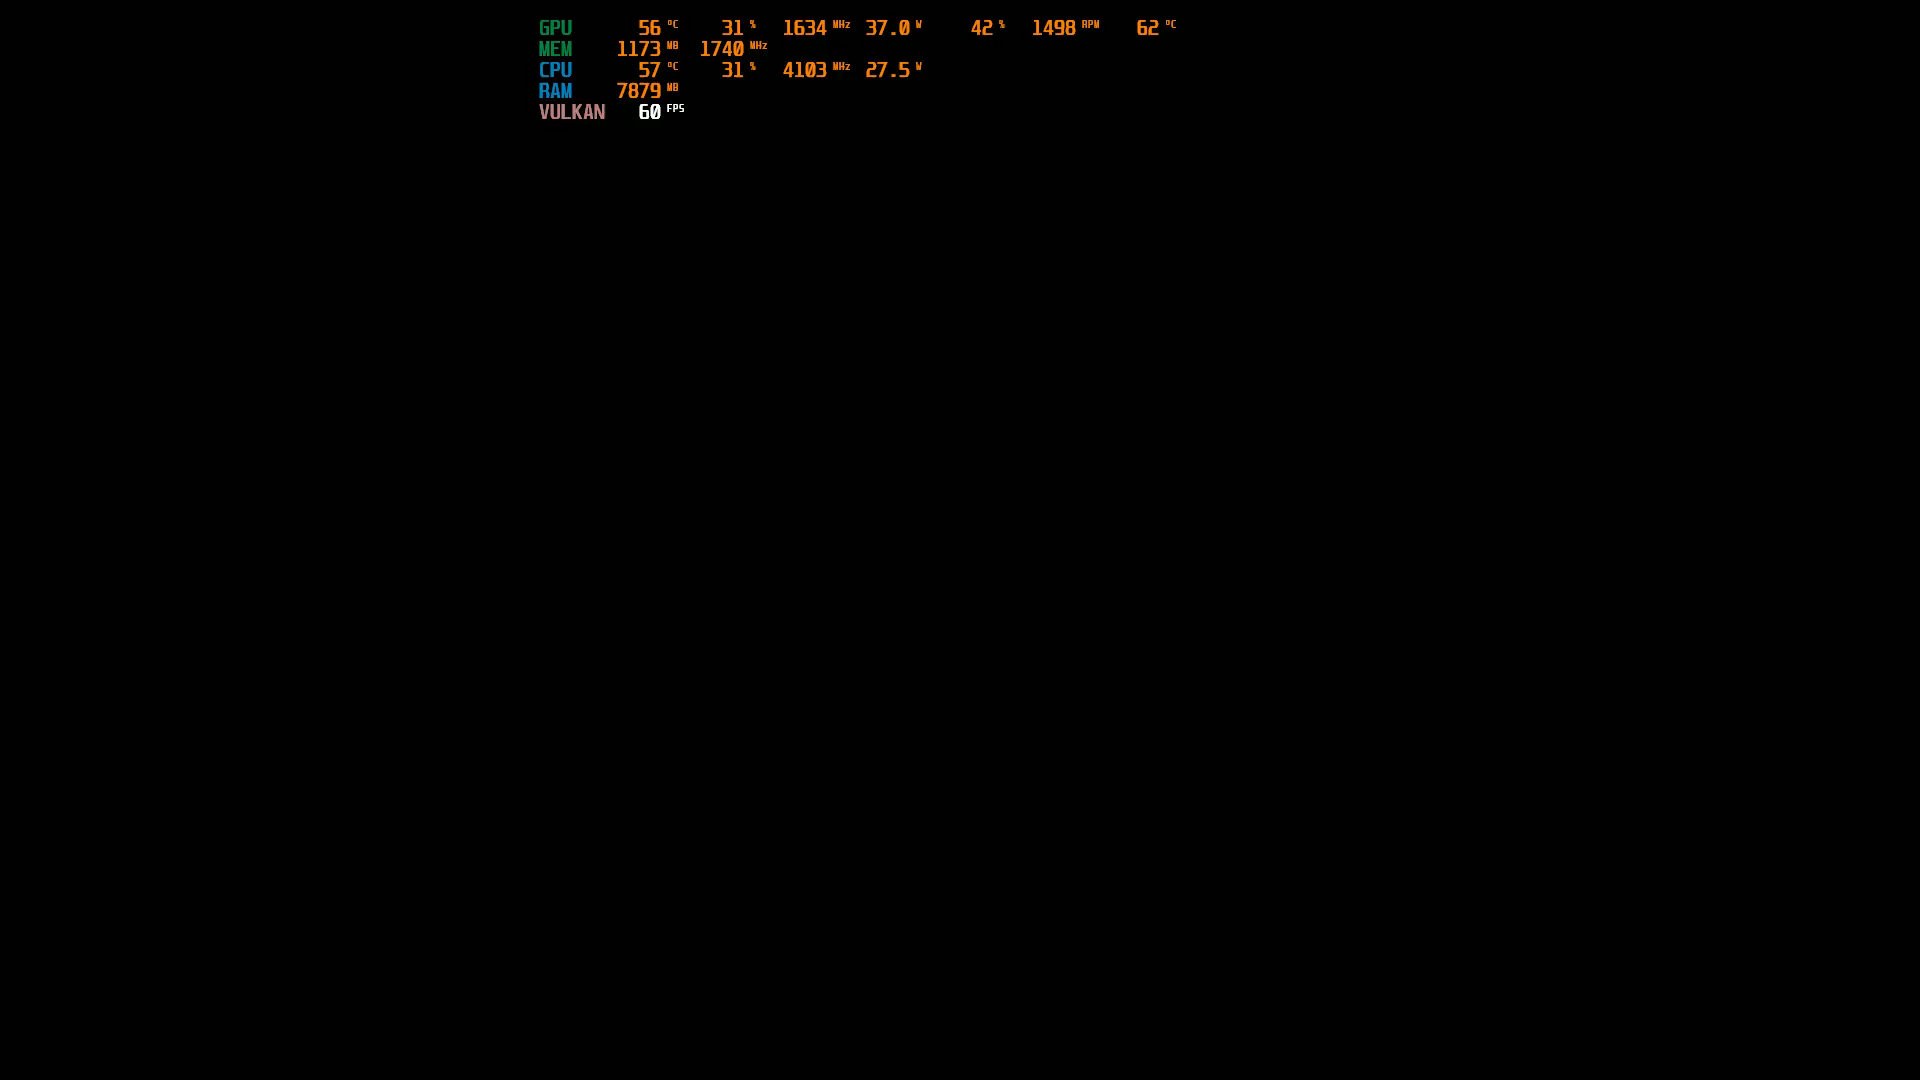 GPU 56 °C 31 % 1634 MHz 37.0 W 42 % 1498 RPM 62 °C
MEM 1173 MB 1740 MHz
CPU 57 °C 31 % 4103 MHz 27.5 W
RAM 7879 MB
VULKAN 60 FPS